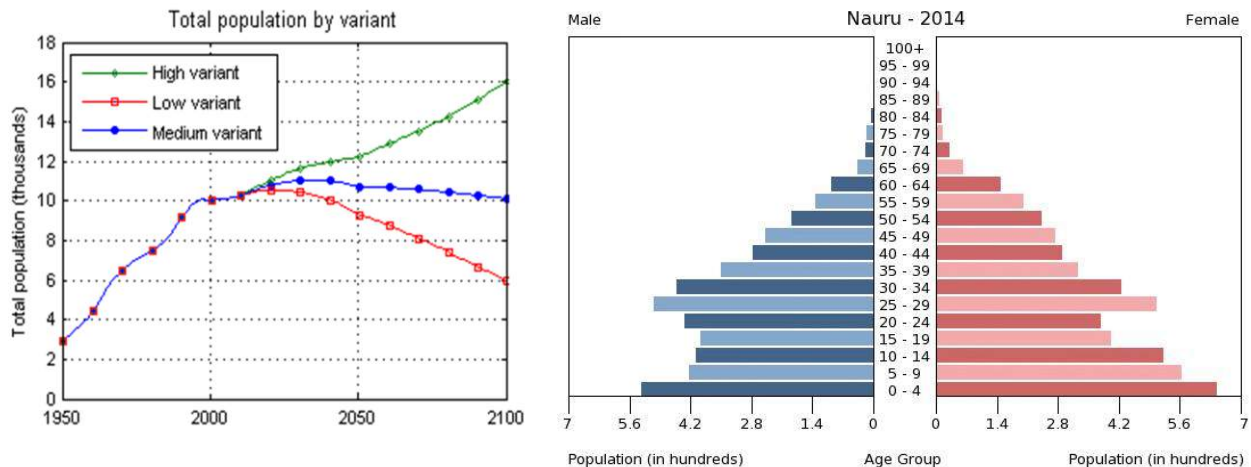 Total population by variant
18
16
14
12
10
8
6
4
2
0
Total population (thousands)
High variant
Low variant
Medium variant
1950
2000
2050
2100
Male
Nauru - 2014
Female
100+
95 - 99
90 - 94
85 - 89
80 - 84
75 - 79
70 - 74
65 - 69
60 - 64
55 - 59
50 - 54
45 - 49
40 - 44
35 - 39
30 - 34
25 - 29
20 - 24
15 - 19
10 - 14
5 - 9
0 - 4
7 5.6 4.2 2.8 1.4 0
0 1.4 2.8 4.2 5.6 7
Population (in hundreds)
Age Group
Population (in hundreds)